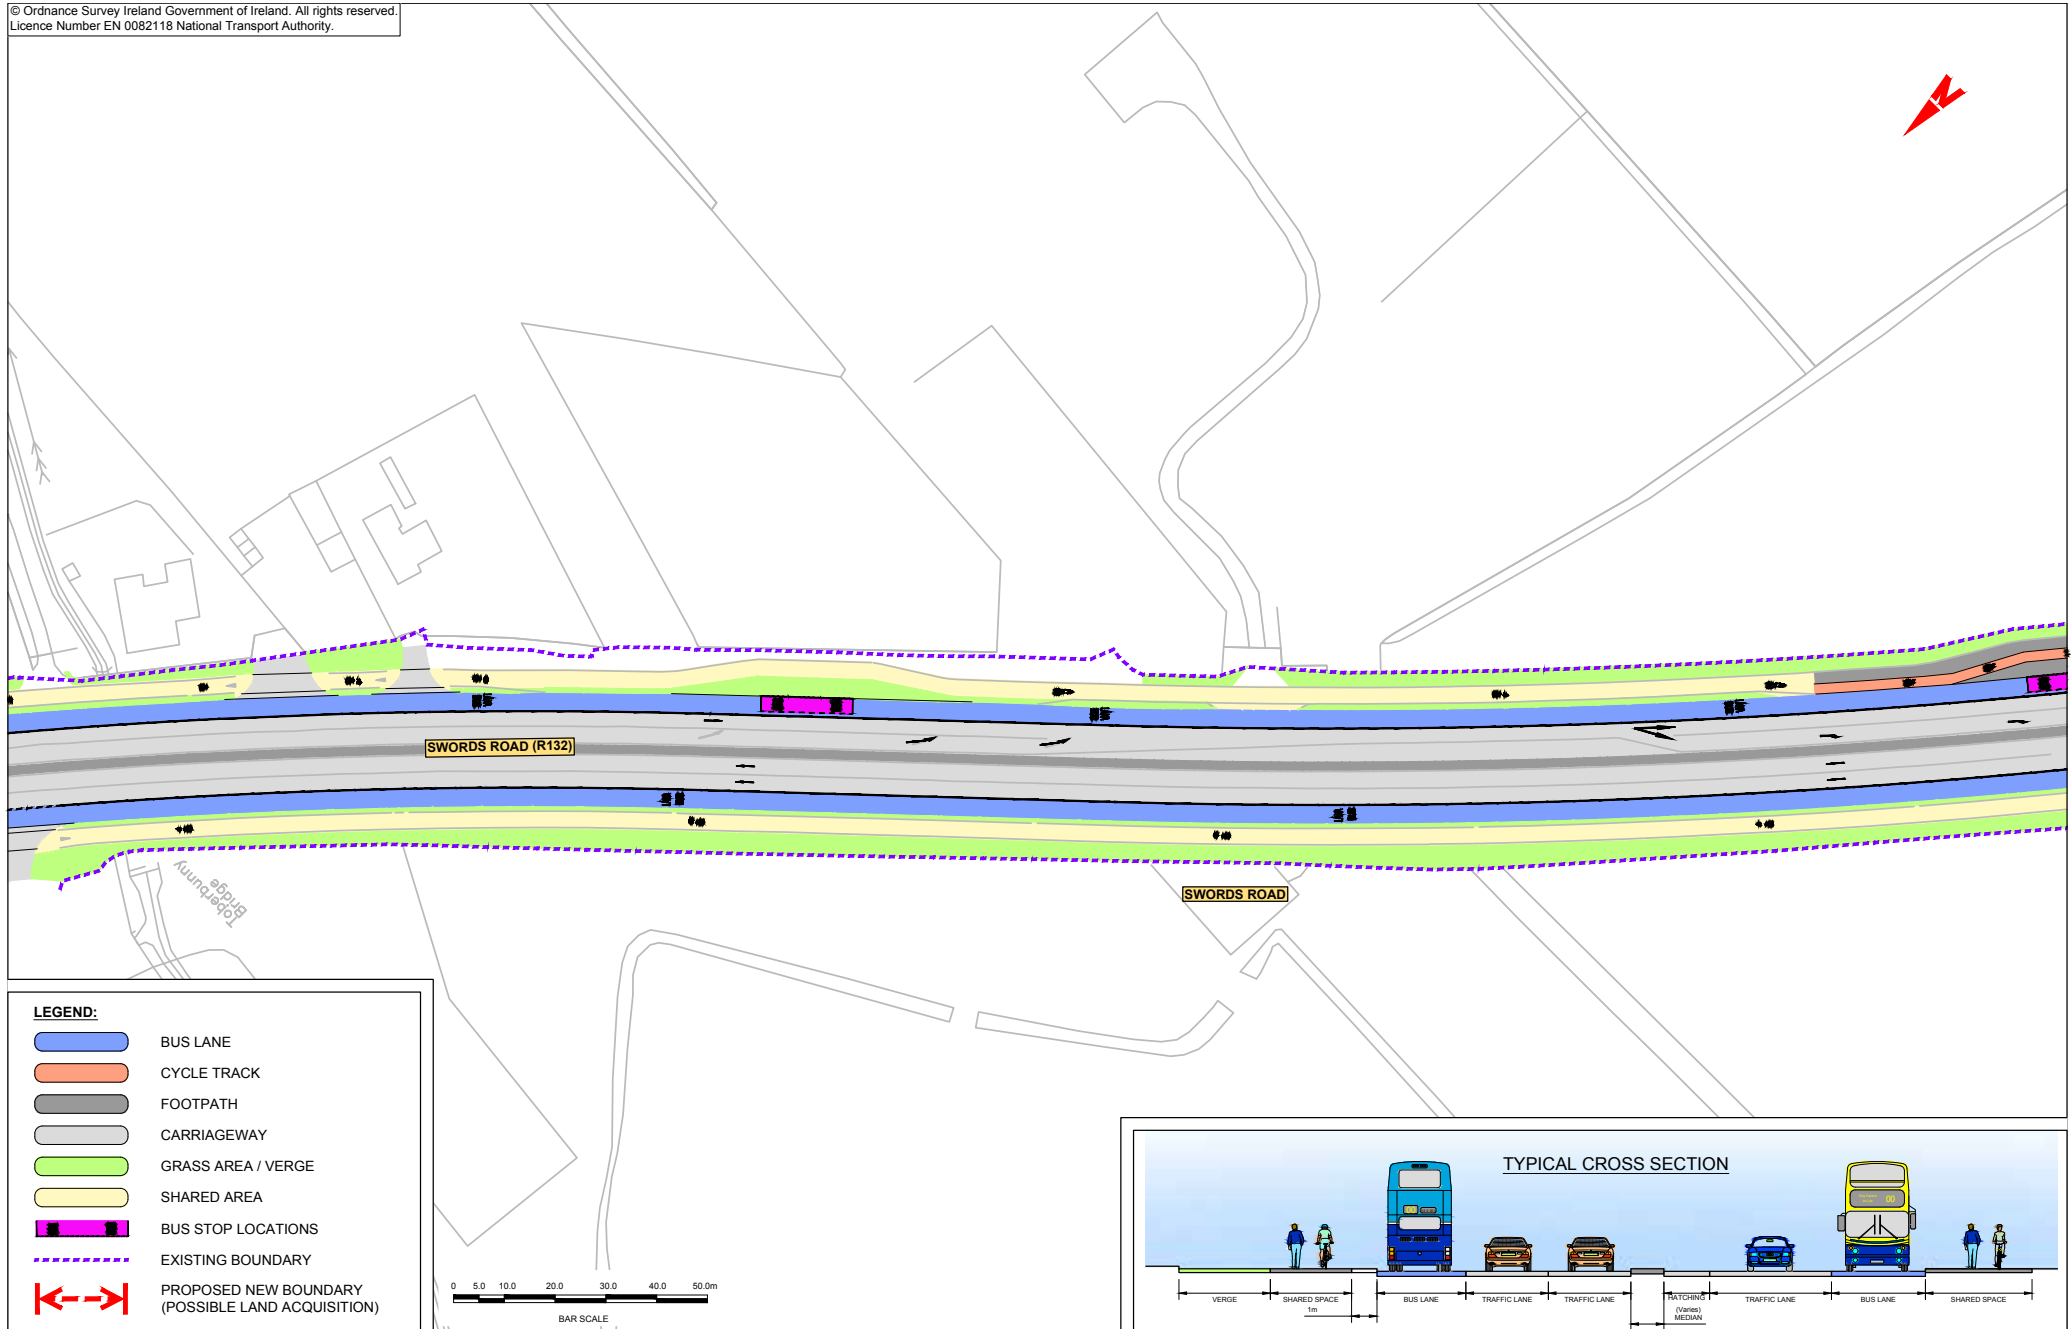 © Ordnance Survey Ireland Government of Ireland. All rights reserved.
Licence Number EN 0082118 National Transport Authority.
N
SWORDS ROAD (R132)
Toberbunny
Bridge
SWORDS ROAD
LEGEND:
BUS LANE
CYCLE TRACK
FOOTPATH
CARRIAGEWAY
GRASS AREA / VERGE
SHARED AREA
BUS STOP LOCATIONS
EXISTING BOUNDARY
PROPOSED NEW BOUNDARY
(POSSIBLE LAND ACQUISITION)
0 5.0 10.0 20.0 30.0 40.0 50.0m
BAR SCALE
TYPICAL CROSS SECTION
00
00
VERGE
SHARED SPACE
1m
BUS LANE
TRAFFIC LANE
TRAFFIC LANE
HATCHING
(Varies)
MEDIAN
TRAFFIC LANE
BUS LANE
SHARED SPACE